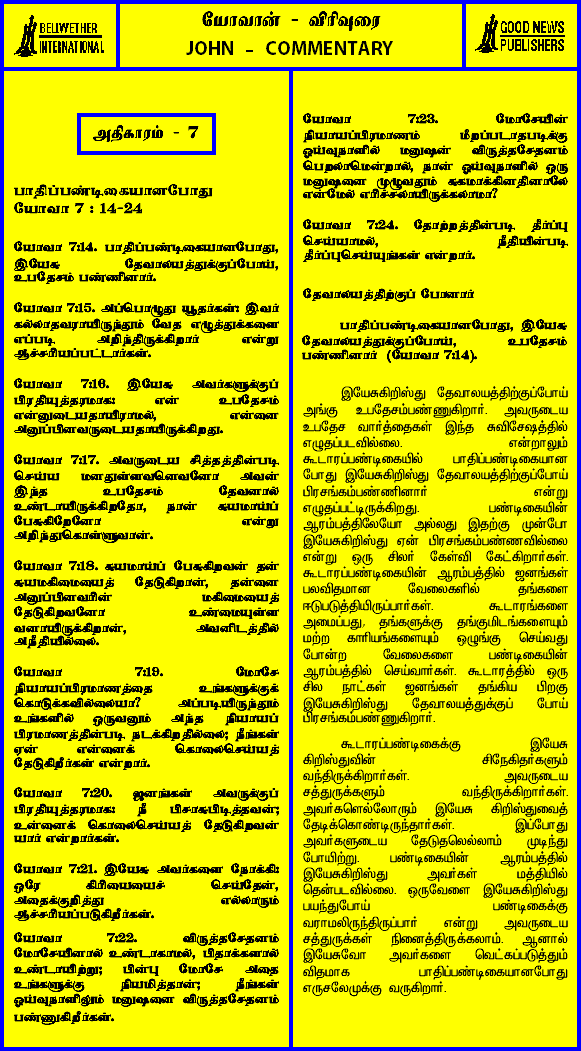 BELLWETHER
INTERNATIONAL
யோவான் - விரிவுரை
JOHN - COMMENTARY
GOOD NEWS
PUBLISHERS
அதிகாரம் - 7
பாதிப்பண்டிகையானபோது
யோவா 7 : 14-24
யோவா 7:14. பாதிப்பண்டிகையானபோது,
இயேசு தேவாலயத்துக்குப்போய்,
உபதேசம் பண்ணினார்.
யோவா 7:15. அப்பொழுது யூதர்கள்: இவர்
கல்லாதவராயிருந்தும் வேத எழுத்துக்களை
எப்படி அறிந்திருக்கிறார் என்று
ஆச்சரியப்பட்டார்கள்.
யோவா 7:16. இயேசு அவர்களுக்குப்
பிரதியுத்தரமாக: என் உபதேசம்
என்னுடையதாயிராமல், என்னை
அனுப்பினவருடையதாயிருக்கிறது.
யோவா 7:17. அவருடைய சித்தத்தின்படி
செய்ய மனதுள்ளவனெவனோ அவன்
இந்த உபதேசம் தேவனால்
உண்டாயிருக்கிறதோ, நான் சுயமாய்ப்
பேசுகிறேனோ என்று
அறிந்துகொள்ளுவான்.
யோவா 7:18. சுயமாய்ப் பேசுகிறவன் தன்
சுயமகிமையைத் தேடுகிறான், தன்னை
அனுப்பினவரின் மகிமையைத்
தேடுகிறவனோ உண்மையுள்ள
வனாயிருக்கிறான், அவனிடத்தில்
அநீதியில்லை.
யோவா 7:19. மோசே
நியாயப்பிரமாணத்தை உங்களுக்குக்
கொடுக்கவில்லையா? அப்படியிருந்தும்
உங்களில் ஒருவனும் அந்த நியாயப்
பிரமாணத்தின்படி நடக்கிறதில்லை; நீங்கள்
ஏன் என்னைக் கொலைசெய்யத்
தேடுகிறீர்கள் என்றார்.
யோவா 7:20. ஜனங்கள் அவருக்குப்
பிரதியுத்தரமாக: நீ பிசாசுபிடித்தவன்;
உன்னைக் கொலைசெய்யத் தேடுகிறவன்
யார் என்றார்கள்.
யோவா 7:21. இயேசு அவர்களை நோக்கி:
ஒரே கிரியையைச் செய்தேன்,
அதைக்குறித்து எல்லாரும்
ஆச்சரியப்படுகிறீர்கள்.
யோவா 7:22. விருத்தசேதனம்
மோசேயினால் உண்டாகாமல், பிதாக்களால்
உண்டாயிற்று; பின்பு மோசே அதை
உங்களுக்கு நியமித்தான்; நீங்கள்
ஓய்வுநாளிலும் மனுஷனை விருத்தசேதனம்
பண்ணுகிறீர்கள்.
யோவா 7:23. மோசேயின்
நியாயப்பிரமாணம் மீறப்படாதபடிக்கு
ஓய்வுநாளில் மனுஷன் விருத்தசேதனம்
பெறலாமென்றால், நான் ஓய்வுநாளில் ஒரு
மனுஷனை முழுவதும் சுகமாக்கினதினாலே
என்மேல் எரிச்சலாயிருக்கலாமா?
யோவா 7:24. தோற்றத்தின்படி தீர்ப்பு
செய்யாமல், நீதியின்படி
தீர்ப்புசெய்யுங்கள் என்றார்.
தேவாலயத்திற்குப் போனார்
பாதிப்பண்டிகையானபோது, இயேசு
தேவாலயத்துக்குப்போய், உபதேசம்
பண்ணினார் (யோவா 7:14).
இயேசுகிறிஸ்து தேவாலயத்திற்குப்போய்
அங்கு உபதேசம்பண்ணுகிறார். அவருடைய
உபதேச வார்த்தைகள் இந்த சுவிசேஷத்தில்
எழுதப்படவில்லை. என்றாலும்
கூடாரப்பண்டிகையில் பாதிப்பண்டிகையான
போது இயேசுகிறிஸ்து தேவாலயத்திற்குப்போய்
பிரசங்கம்பண்ணினார் என்று
எழுதப்பட்டிருக்கிறது. பண்டிகையின்
ஆரம்பத்திலேயோ அல்லது இதற்கு முன்போ
இயேசுகிறிஸ்து ஏன் பிரசங்கம்பண்ணவில்லை
என்று ஒரு சிலர் கேள்வி கேட்கிறார்கள்.
கூடாரப்பண்டிகையின் ஆரம்பத்தில் ஜனங்கள்
பலவிதமான வேலைகளில் தங்களை
ஈடுபடுத்தியிருப்பார்கள். கூடாரங்களை
அமைப்பது, தங்களுக்கு தங்குமிடங்களையும்
மற்ற காரியங்களையும் ஒழுங்கு செய்வது
போன்ற வேலைகளை பண்டிகையின்
ஆரம்பத்தில் செய்வார்கள். கூடாரத்தில் ஒரு
சில நாட்கள் ஜனங்கள் தங்கிய பிறகு
இயேசுகிறிஸ்து தேவாலயத்துக்குப் போய்
பிரசங்கம்பண்ணுகிறார்.
கூடாரப்பண்டிகைக்கு இயேசு
கிறிஸ்துவின் சிநேகிதர்களும்
வந்திருக்கிறார்கள். அவருடைய
சத்துருக்களும் வந்திருக்கிறார்கள்.
அவர்களெல்லோரும் இயேசு கிறிஸ்துவைத்
தேடிக்கொண்டிருந்தார்கள். இப்போது
அவர்களுடைய தேடுதலெல்லாம் முடிந்து
போயிற்று. பண்டிகையின் ஆரம்பத்தில்
இயேசுகிறிஸ்து அவர்கள் மத்தியில்
தென்படவில்லை. ஒருவேளை இயேசுகிறிஸ்து
பயந்துபோய் பண்டிகைக்கு
வராமலிருந்திருப்பார் என்று அவருடைய
சத்துருக்கள் நினைத்திருக்கலாம். ஆனால்
இயேசுவோ அவர்களை வெட்கப்படுத்தும்
விதமாக பாதிப்பண்டிகையானபோது
எருசலேமுக்கு வருகிறார்.